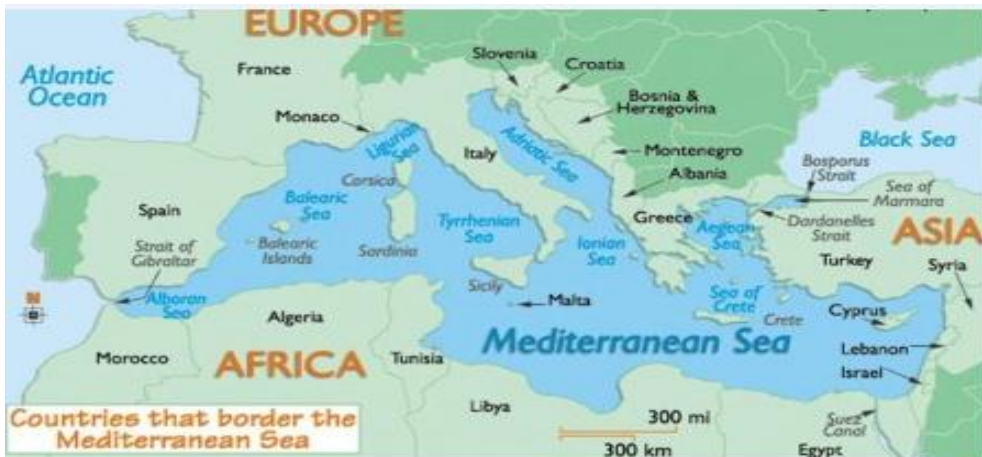 EUROPE
Atlantic
Ocean
France
Slovenia
Croatia
Bosnia &
Herzegovina
Monaco
Ligurian
Sea
Italy
Adriatic Sea
Montenegro
Albania
Black Sea
Bosporus
Strait
Sea of
Marmara
Corsica
Balearic
Sea
Spain
Tyrrhenian
Sea
Greece
Aegean
Sea
Dardanelles
Strait
ASIA
Strait of
Gibraltar
Balearic
Islands
Sardinia
Ionian
Sea
Turkey
Syria
N
Alboran
Sea
Sicily
Malta
Sea of
Crete
Crete
Cyprus
Algeria
Mediterranean Sea
Lebanon
Morocco
AFRICA
Tunisia
Israel
Libya
300 mi
300 km
Suez
Canal
Egypt
Countries that border the
Mediterranean Sea